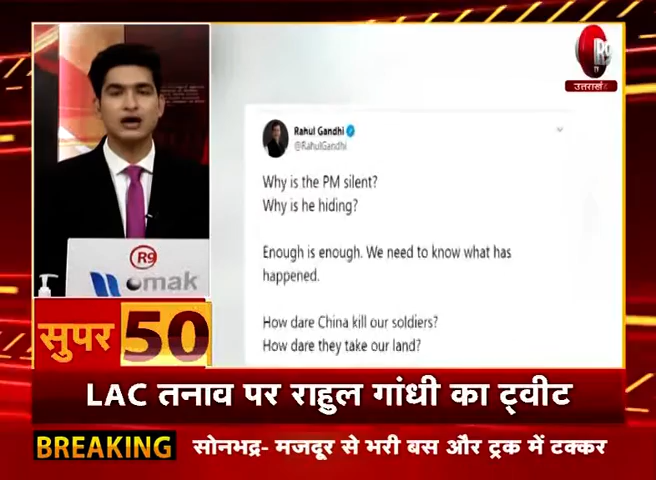 R9
TV
उत्तराखंड
Rahul Gandhi
@RahulGandhi
Why is the PM silent?
Why is he hiding?
Enough is enough. We need to know what has
happened.
How dare China kill our soldiers?
How dare they take our land?
R9
omak
सुपर 50
LAC तनाव पर राहुल गांधी का ट्वीट
BREAKING सोनभद्र- मजदूर से भरी बस और ट्रक में टक्कर